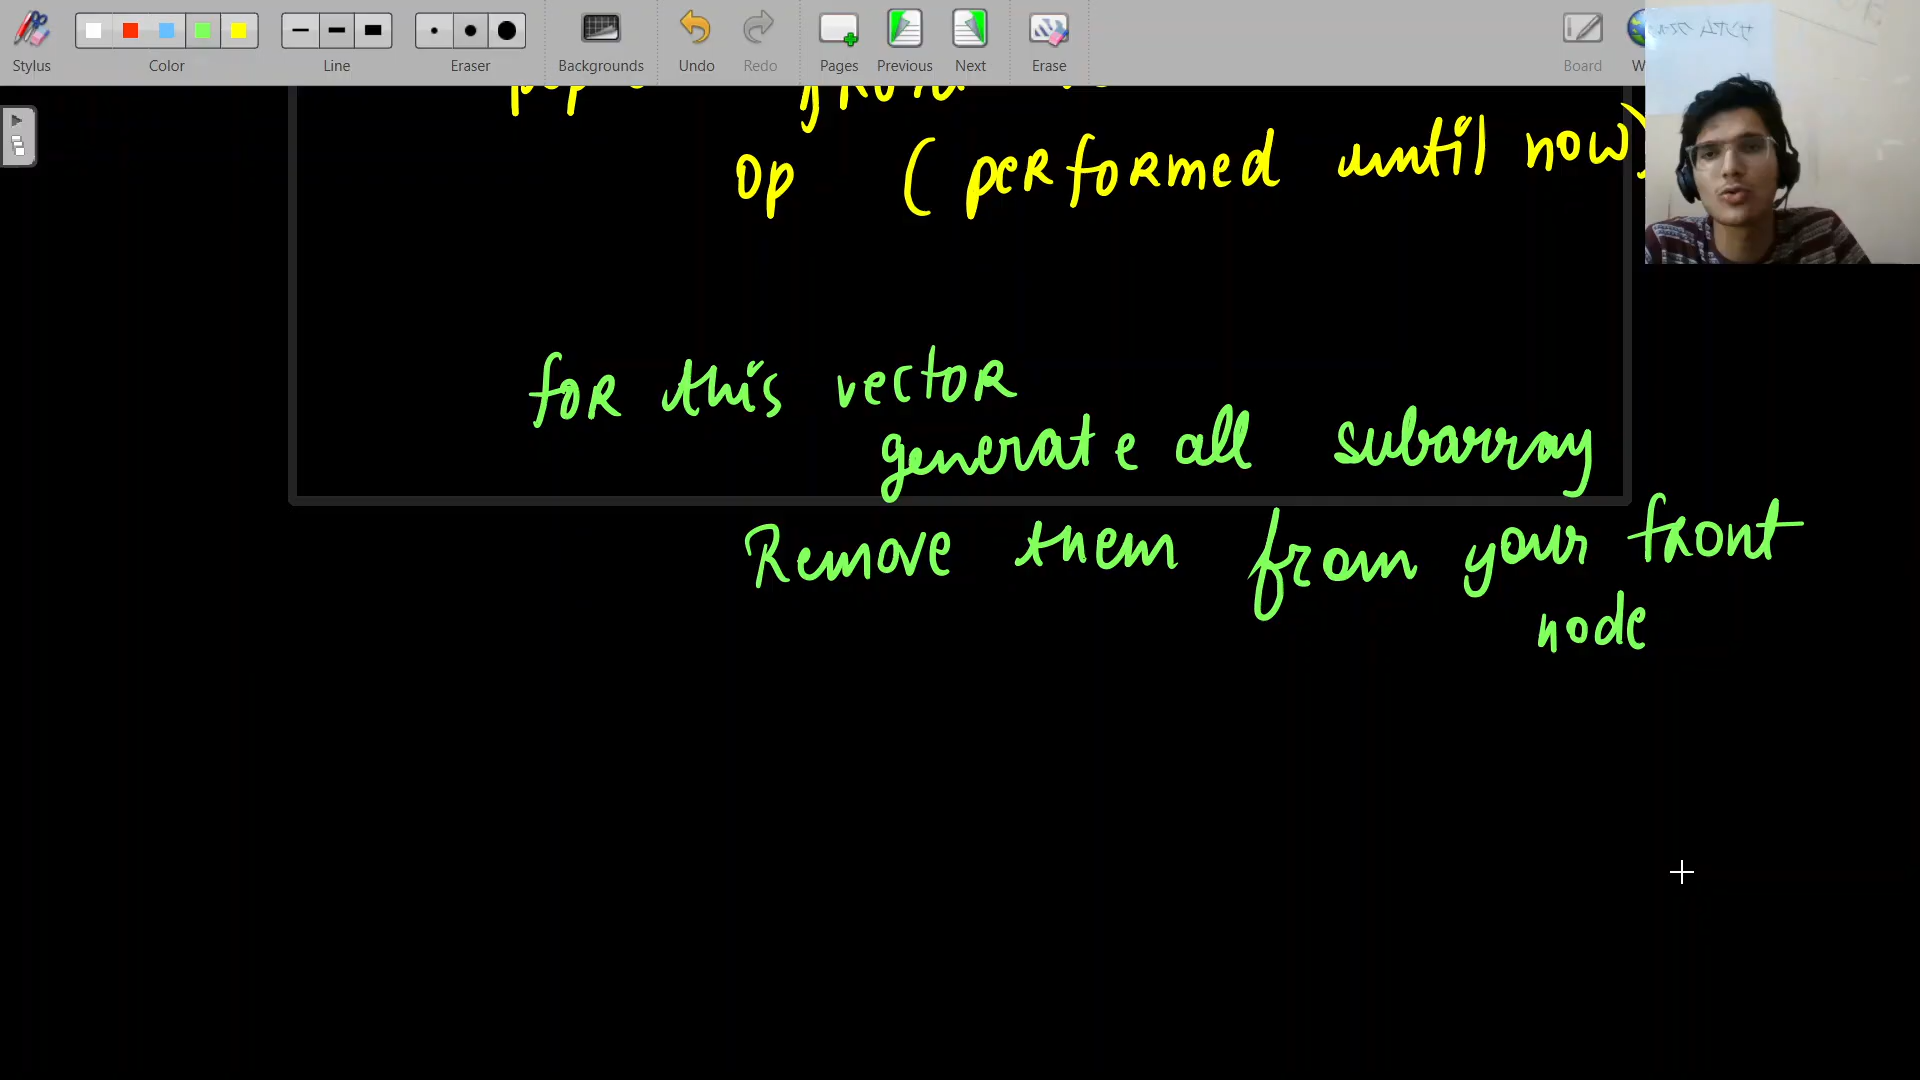 Stylus
Color
Line
Eraser
Backgrounds
Undo
Redo
Pages
Previous
Next
Erase
Board
W
op (performed until now)
for this vector
generate all subarray
Remove them from your front
node